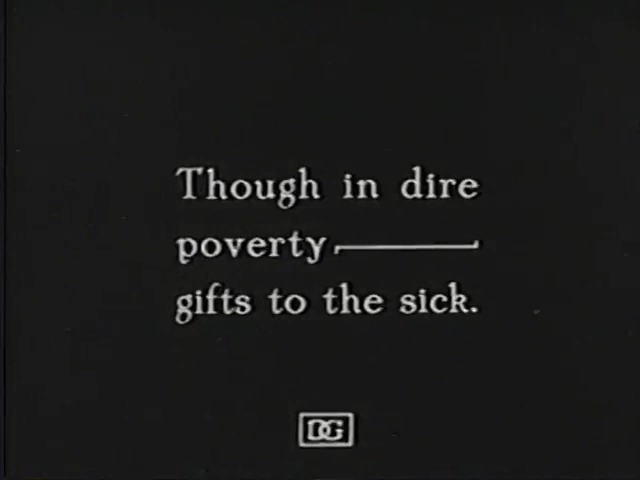 Though in dire
poverty———
gifts to the sick.
DG